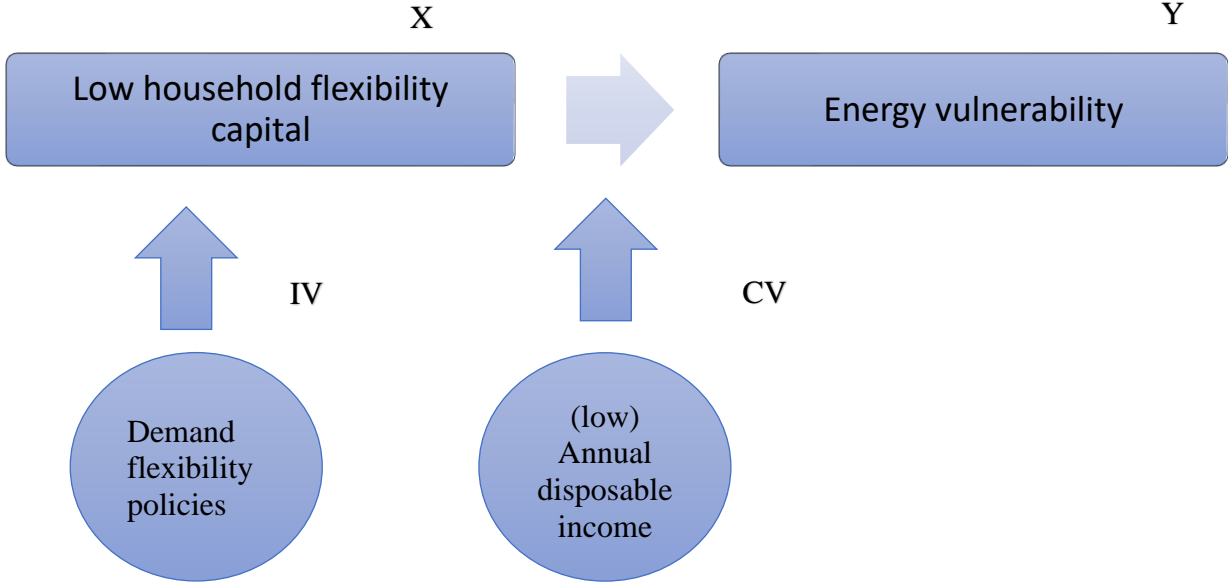 X
Y
Low household flexibility
capital
Energy vulnerability
IV
CV
Demand
flexibility
policies
(low)
Annual
disposable
income